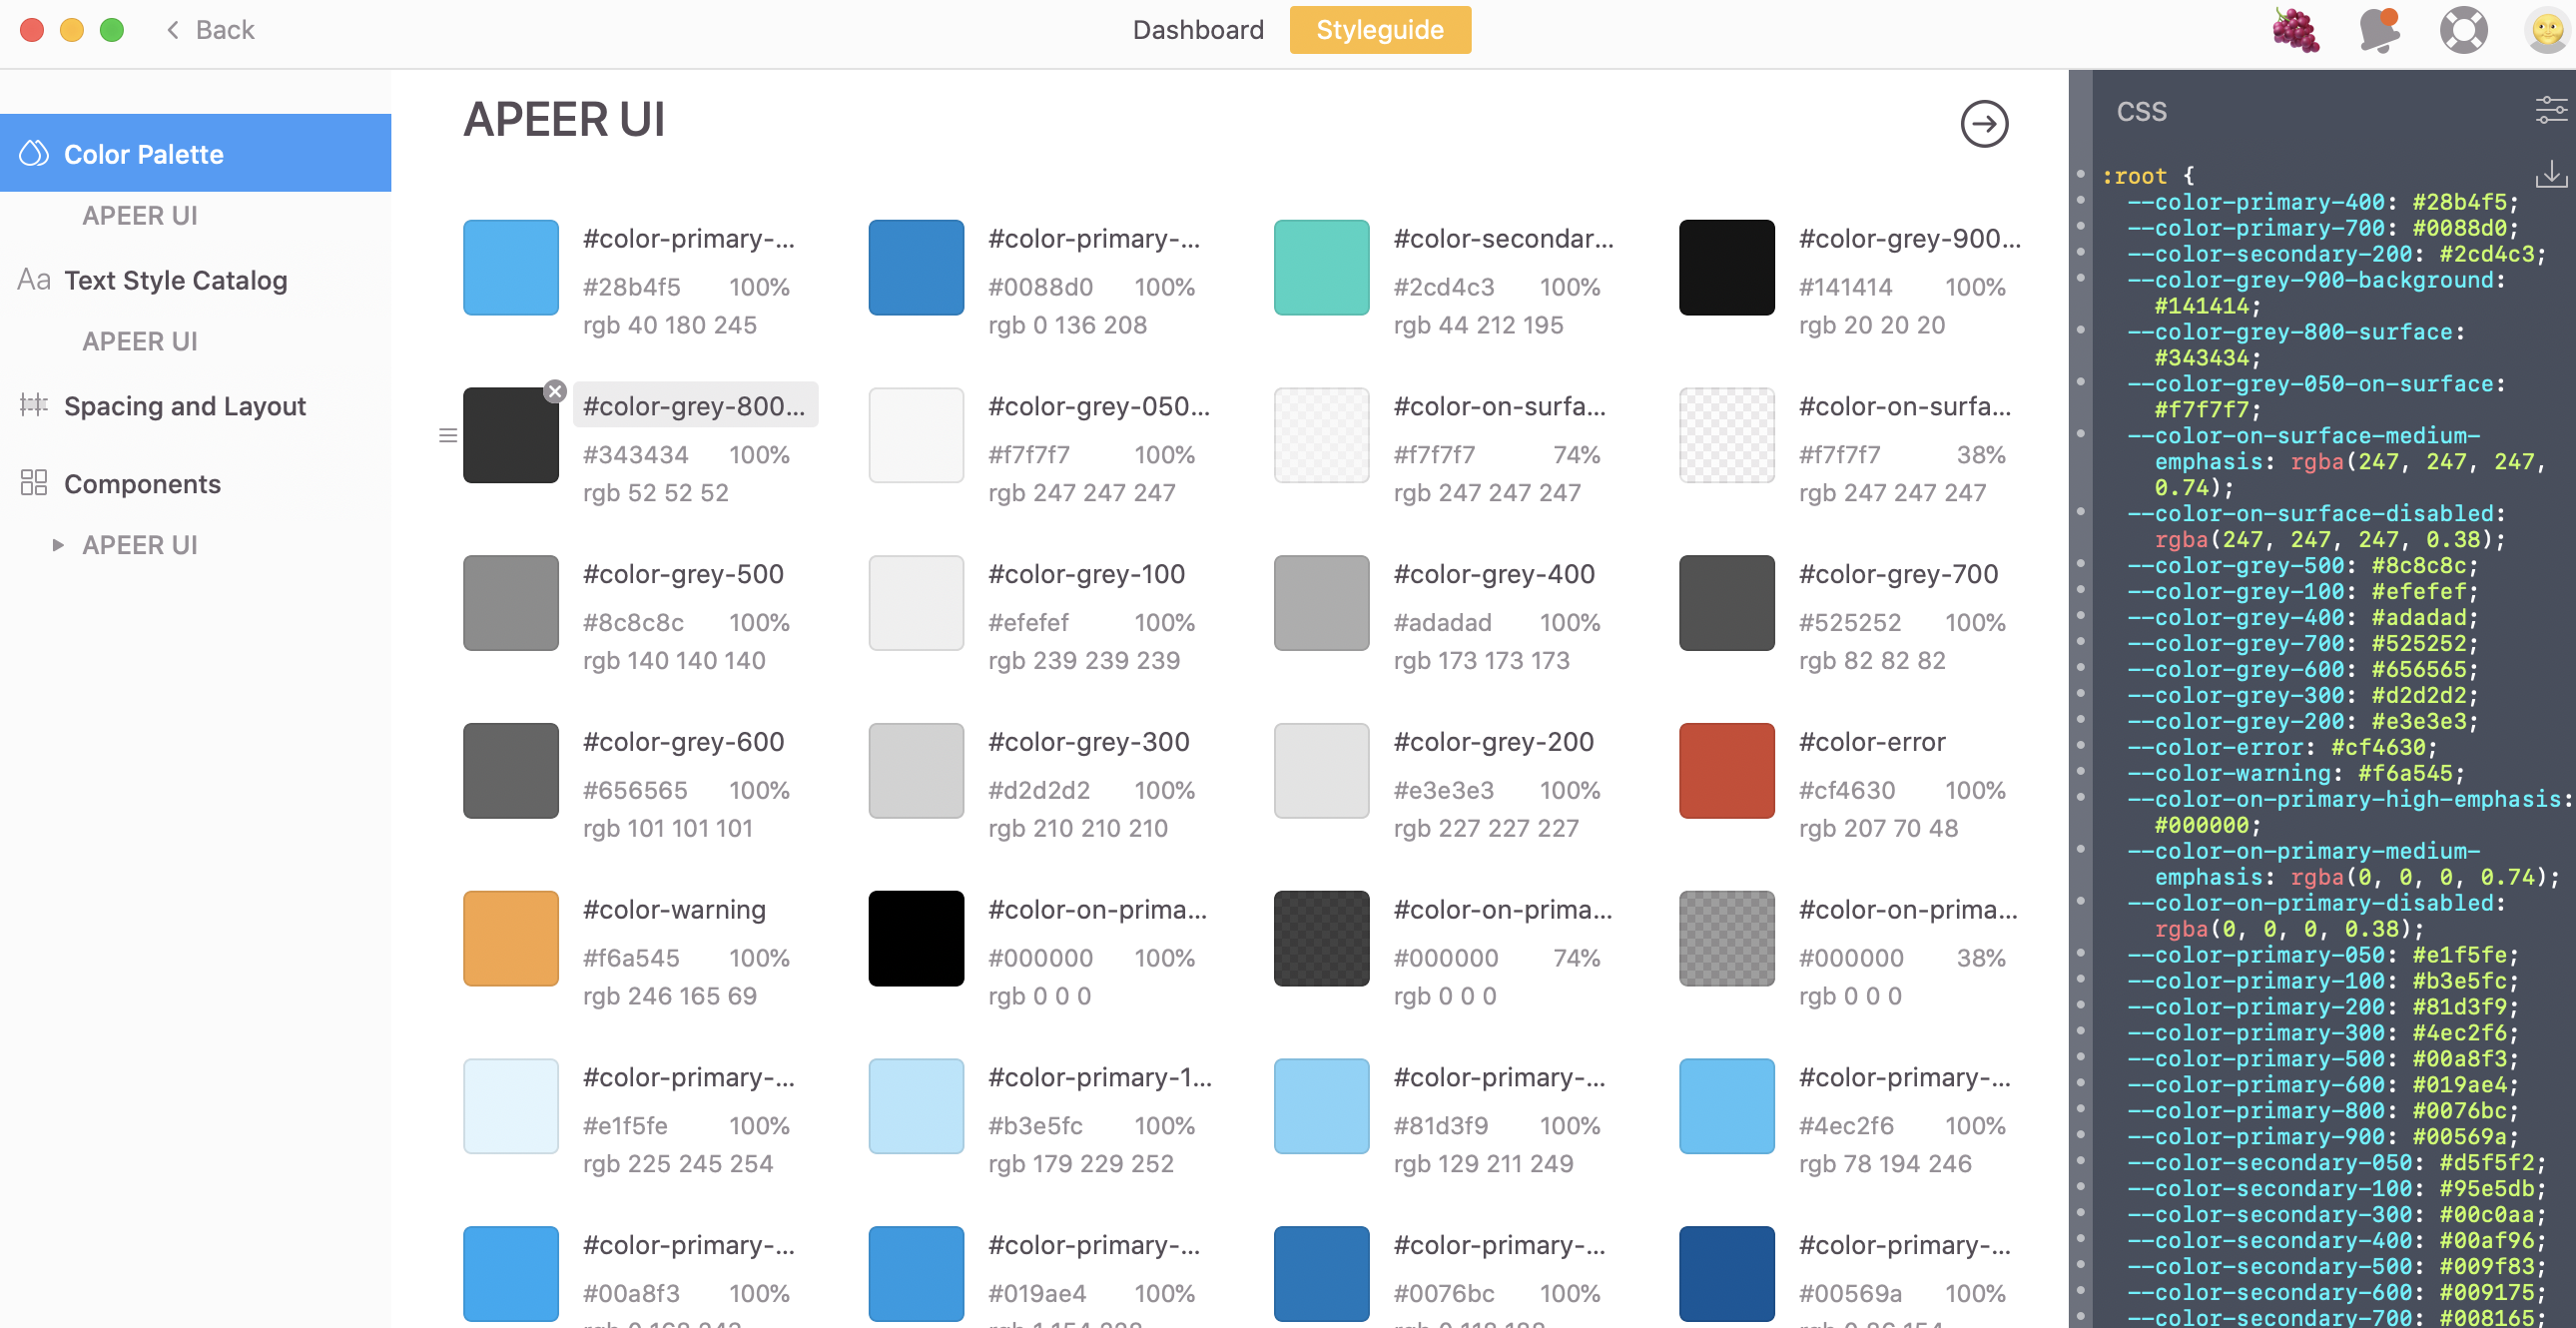 Back
Dashboard
Styleguide
Color Palette
APEER UI
Aa Text Style Catalog
APEER UI
Spacing and Layout
Components
APEER UI
APEER UI
#color-primary-...
#28b4f5 100%
rgb 40 180 245
#color-primary-...
#0088d0 100%
rgb 0 136 208
#color-secondar...
#2cd4c3 100%
rgb 44 212 195
#color-grey-900...
#141414 100%
rgb 20 20 20
#color-grey-800...
#343434 100%
rgb 52 52 52
#color-grey-050...
#f7f7f7 100%
rgb 247 247 247
#color-on-surfa...
#f7f7f7 74%
rgb 247 247 247
#color-on-surfa...
#f7f7f7 38%
rgb 247 247 247
#color-grey-500
#8c8c8c 100%
rgb 140 140 140
#color-grey-100
#efefef 100%
rgb 239 239 239
#color-grey-400
#adadad 100%
rgb 173 173 173
#color-grey-700
#525252 100%
rgb 82 82 82
#color-grey-600
#656565 100%
rgb 101 101 101
#color-grey-300
#d2d2d2 100%
rgb 210 210 210
#color-grey-200
#e3e3e3 100%
rgb 227 227 227
#color-error
#cf4630 100%
rgb 207 70 48
#color-warning
#f6a545 100%
rgb 246 165 69
#color-on-prima...
#000000 100%
rgb 0 0 0
#color-on-prima...
#000000 74%
rgb 0 0 0
#color-on-prima...
#000000 38%
rgb 0 0 0
#color-primary-...
#e1f5fe 100%
rgb 225 245 254
#color-primary-1...
#b3e5fc 100%
rgb 179 229 252
#color-primary-...
#81d3f9 100%
rgb 129 211 249
#color-primary-...
#4ec2f6 100%
rgb 78 194 246
#color-primary-...
#00a8f3 100%
#color-primary-...
#019ae4 100%
#color-primary-...
#0076bc 100%
#color-primary-...
#00569a 100%
CSS
:root {
--color-primary-400: #28b4f5;
--color-primary-700: #0088d0;
--color-secondary-200: #2cd4c3;
--color-grey-900-background:
#141414;
--color-grey-800-surface:
#343434;
--color-grey-050-on-surface:
#f7f7f7;
--color-on-surface-medium-
emphasis: rgba(247, 247, 247,
0.74);
--color-on-surface-disabled:
rgba(247, 247, 247, 0.38);
--color-grey-500: #8c8c8c;
--color-grey-100: #efefef;
--color-grey-400: #adadad;
--color-grey-700: #525252;
--color-grey-600: #656565;
--color-grey-300: #d2d2d2;
--color-grey-200: #e3e3e3;
--color-error: #cf4630;
--color-warning: #f6a545;
--color-on-primary-high-emphasis:
#000000;
--color-on-primary-medium-
emphasis: rgba(0, 0, 0, 0.74);
--color-on-primary-disabled:
rgba(0, 0, 0, 0.38);
--color-primary-050: #e1f5fe;
--color-primary-100: #b3e5fc;
--color-primary-200: #81d3f9;
--color-primary-300: #4ec2f6;
--color-primary-500: #00a8f3;
--color-primary-600: #019ae4;
--color-primary-800: #0076bc;
--color-primary-900: #00569a;
--color-secondary-050: #d5f5f2;
--color-secondary-100: #95e5db;
--color-secondary-300: #00c0aa;
--color-secondary-400: #00af96;
--color-secondary-500: #009f83;
--color-secondary-600: #009175;
--color-secondary-700: #008165;